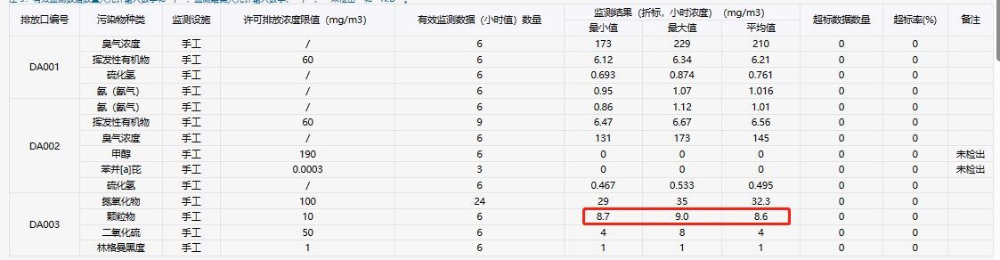 排放口编号 污染物种类 监测设施 许可排放浓度限值（mg/m3） 有效监测数据（小时值）数量 监测结果（折标，小时浓度）（mg/m3） 超标数据数量 超标率(%) 备注
最小值 最大值 平均值
DA001
臭气浓度 手工 / 6 173 229 210 0 0
挥发性有机物 手工 60 6 6.12 6.34 6.21 0 0
硫化氢 手工 / 6 0.693 0.874 0.761 0 0
氨（氨气） 手工 / 6 0.95 1.07 1.016 0 0
DA002
氨（氨气） 手工 / 6 0.86 1.12 1.01 0 0
挥发性有机物 手工 60 9 6.47 6.67 6.56 0 0
臭气浓度 手工 / 6 131 173 145 0 0
甲醇 手工 190 6 0 0 0 0 0 未检出
苯并[a]芘 手工 0.0003 3 0 0 0 0 0 未检出
硫化氢 手工 / 6 0.467 0.533 0.495 0 0
DA003
氮氧化物 手工 100 24 29 35 32.3 0 0
颗粒物 手工 10 6 8.7 9.0 8.6 0 0
二氧化硫 手工 50 6 4 8 4 0 0
林格曼黑度 手工 1 6 1 1 1 0 0